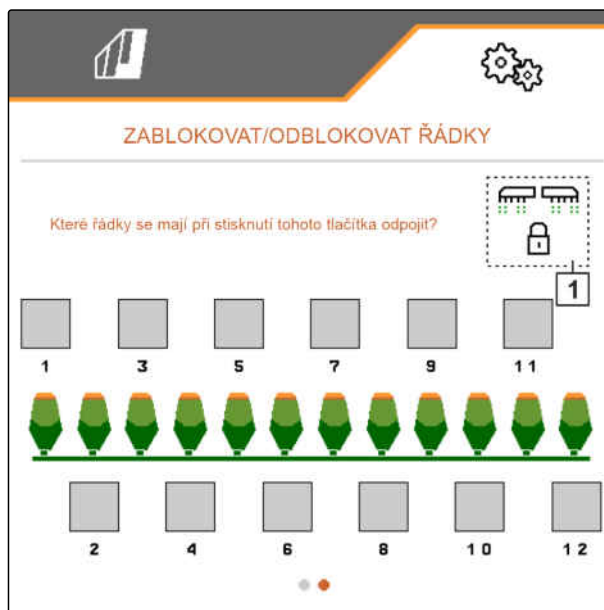 ZABLOKOVAT/ODBLOKOVAT ŘÁDKY
Které řádky se mají při stisknutí tohoto tlačítka odpojit?
1
1 3 5 7 9 11
2 4 6 8 10 12